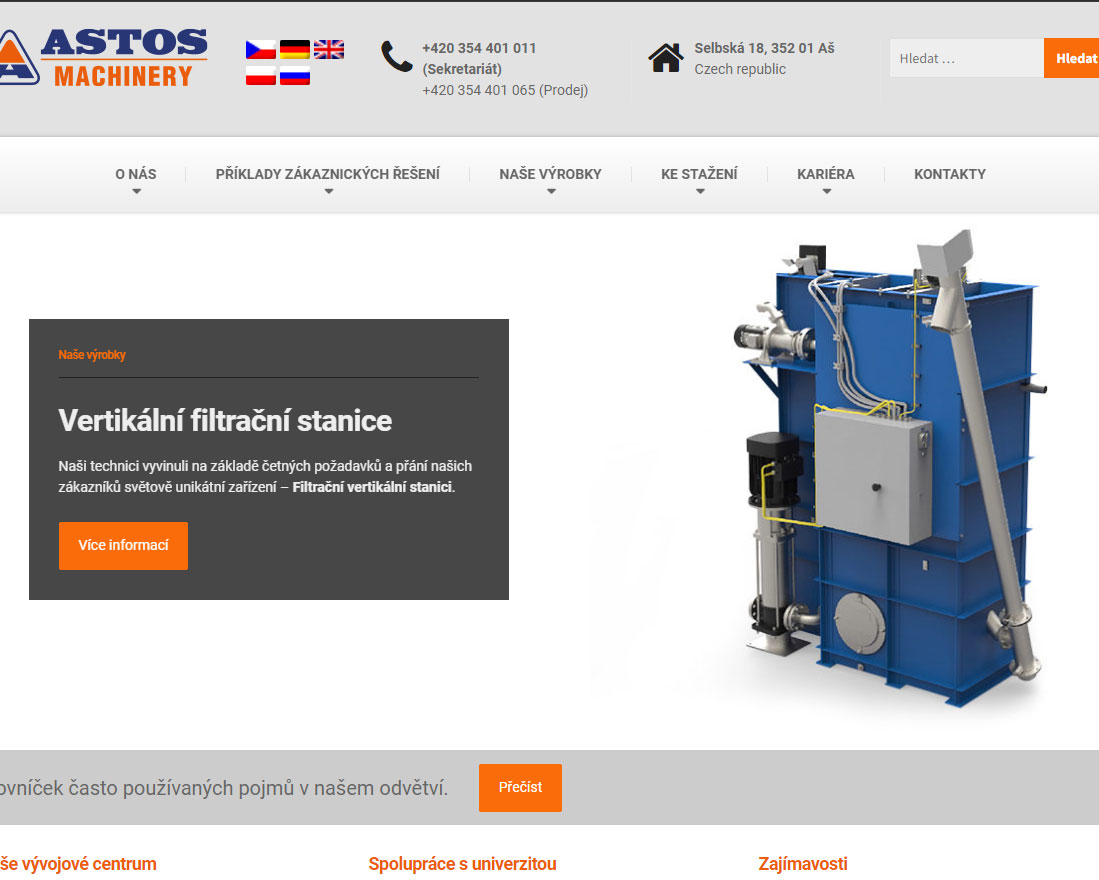 ASTOS
MACHINERY
+420 354 401 011
(Sekretariát)
+420 354 401 065 (Prodej)
Selbská 18, 352 01 Aš
Czech republic
Hledat …
Hledat
O NÁS
PŘÍKLADY ZÁKAZNICKÝCH ŘEŠENÍ
NAŠE VÝROBKY
KE STAŽENÍ
KARIÉRA
KONTAKTY
Naše výrobky
Vertikální filtrační stanice
Naši technici vyvinuli na základě četných požadavků a přání našich
zákazníků světově unikátní zařízení – Filtrační vertikální stanici.
Více informací
ovníček často používaných pojmů v našem odvětví.
Přečíst
še vývojové centrum
Spolupráce s univerzitou
Zajímavosti